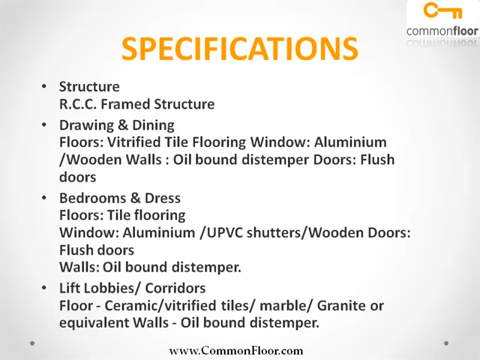 commonfloor
SPECIFICATIONS
• Structure
R.C.C. Framed Structure
• Drawing & Dining
Floors: Vitrified Tile Flooring Window: Aluminium
/Wooden Walls : Oil bound distemper Doors: Flush
doors
• Bedrooms & Dress
Floors: Tile flooring
Window: Aluminium /UPVC shutters/Wooden Doors:
Flush doors
Walls: Oil bound distemper.
• Lift Lobbies/ Corridors
Floor - Ceramic/vitrified tiles/ marble/ Granite or
equivalent Walls - Oil bound distemper.
www.CommonFloor.com